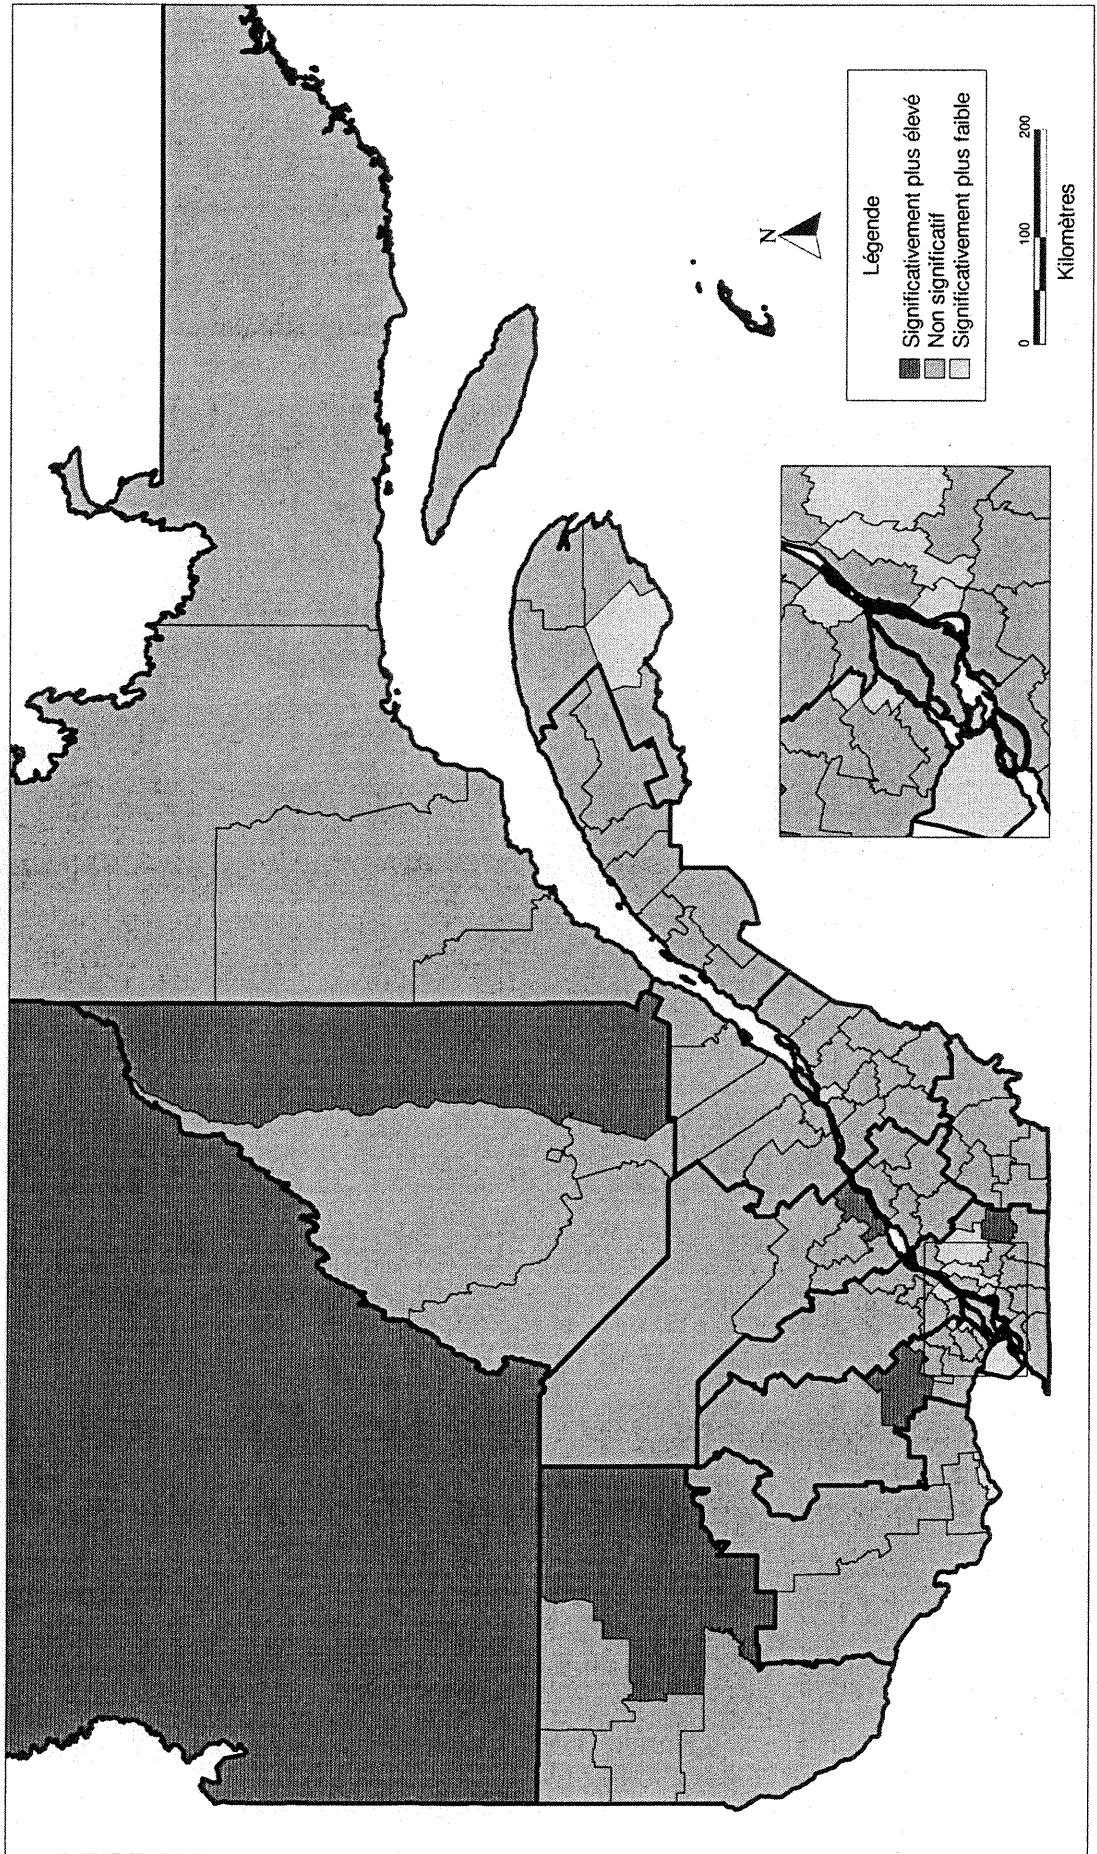 N
Légende
Significativement plus élevé
Non significatif
Significativement plus faible
0 100 200
Kilomètres